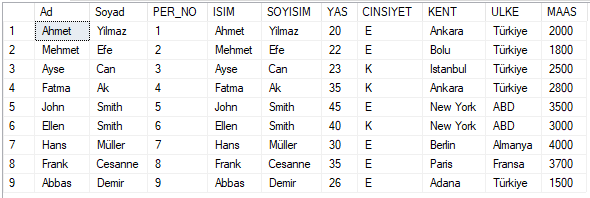 Ad Soyad PER_NO ISIM SOYISIM YAS CINSIYET KENT ULKE MAAS
1 Ahmet Yilmaz 1 Ahmet Yilmaz 20 E Ankara Türkiye 2000
2 Mehmet Efe 2 Mehmet Efe 22 E Bolu Türkiye 1800
3 Ayse Can 3 Ayse Can 23 K Istanbul Türkiye 2500
4 Fatma Ak 4 Fatma Ak 35 K Ankara Türkiye 2800
5 John Smith 5 John Smith 45 E New York ABD 3500
6 Ellen Smith 6 Ellen Smith 40 K New York ABD 3000
7 Hans Müller 7 Hans Müller 30 E Berlin Almanya 4000
8 Frank Cesanne 8 Frank Cesanne 35 E Paris Fransa 3700
9 Abbas Demir 9 Abbas Demir 26 E Adana Türkiye 1500